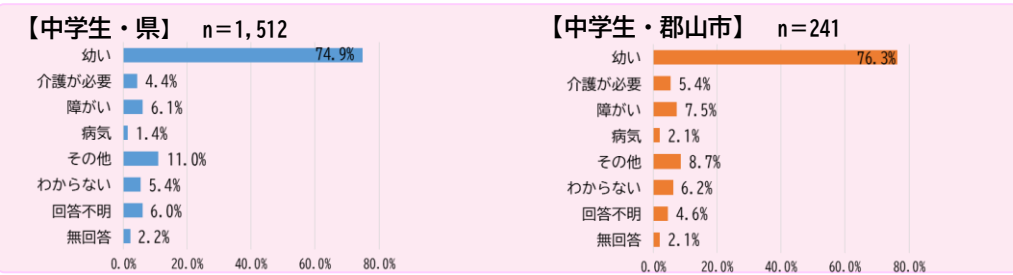 【中学生・県】 n=1,512
幼い 74.9%
介護が必要 4.4%
障がい 6.1%
病気 1.4%
その他 11.0%
わからない 5.4%
回答不明 6.0%
無回答 2.2%
0.0% 20.0% 40.0% 60.0% 80.0%
【中学生・郡山市】 n=241
幼い 76.3%
介護が必要 5.4%
障がい 7.5%
病気 2.1%
その他 8.7%
わからない 6.2%
回答不明 4.6%
無回答 2.1%
0.0% 20.0% 40.0% 60.0% 80.0%